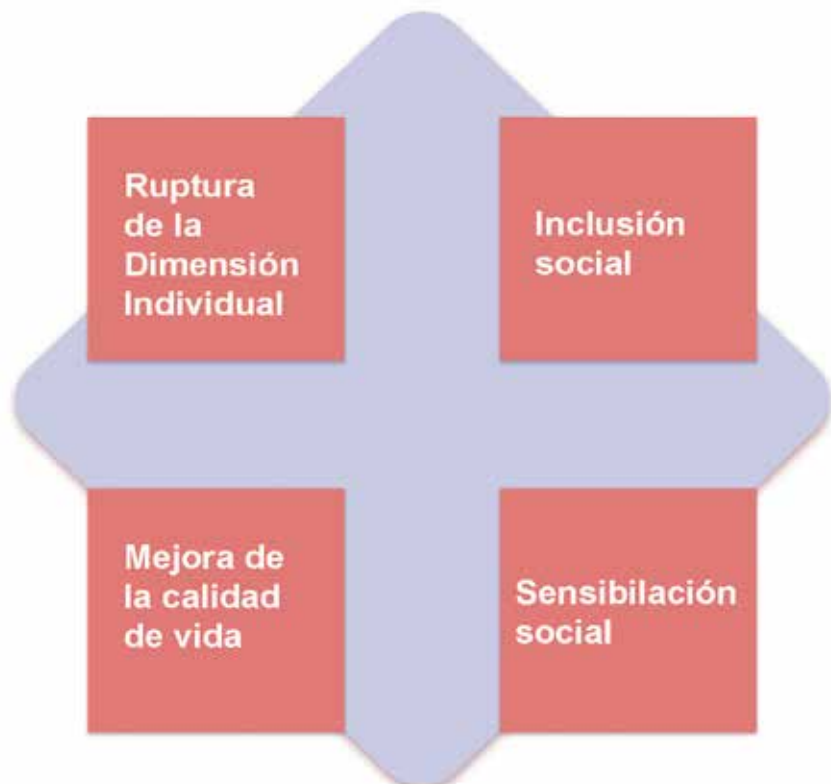 Ruptura
de la
Dimensión
Individual
Inclusión
social
Mejora de
la calidad
de vida
Sensibilación
social